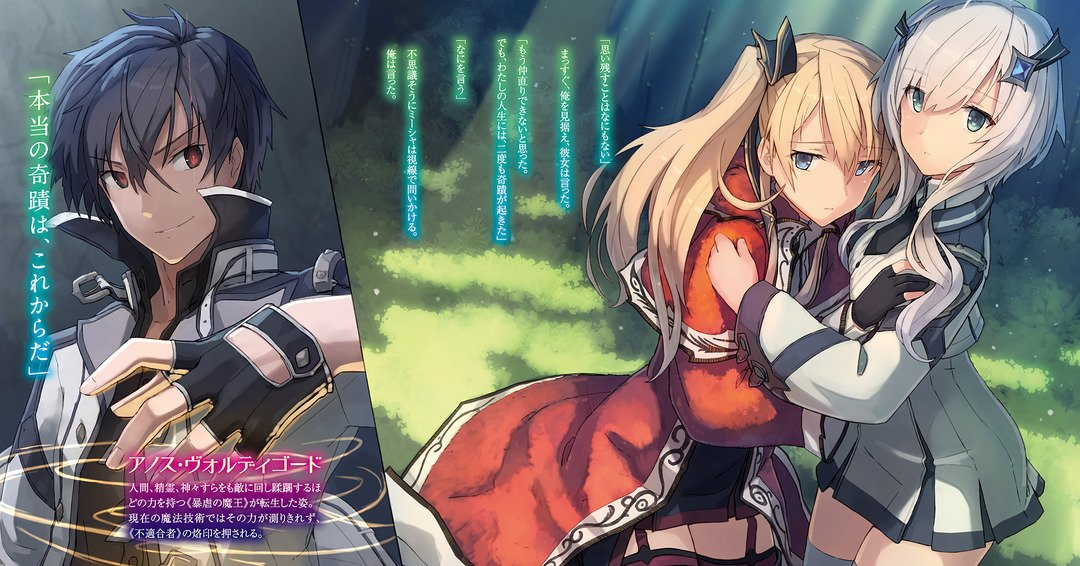 「思い残すことはなにもない」
まっすぐ、俺を見据え、彼女は言った。
「もう仲直りできないと思った。
でも、わたしの人生には、二度も奇蹟が起きた」
「なにを言う」
不思議そうにミーシャは視線で問いかける。
俺は言った。
「本当の奇蹟は、これからだ」
アノス・ヴォルディゴード
人間、精霊、神々すらをも敵に回し蹂躙するほ
どの力を持つ《暴虐の魔王》が転生した姿。
現在の魔法技術ではその力が測りきれず、
《不適合者》の烙印を押される。